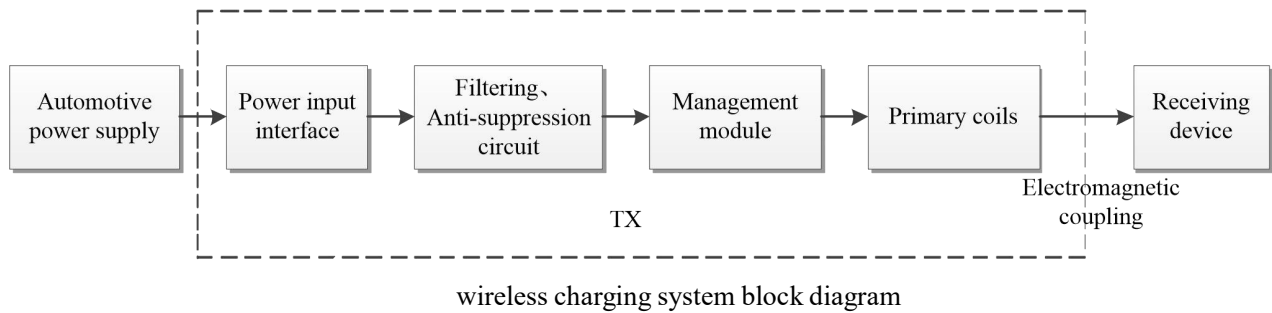 Automotive
power supply
Power input
interface
Filtering、
Anti-suppression
circuit
Management
module
Primary coils
Receiving
device
Electromagnetic
coupling
TX
wireless charging system block diagram